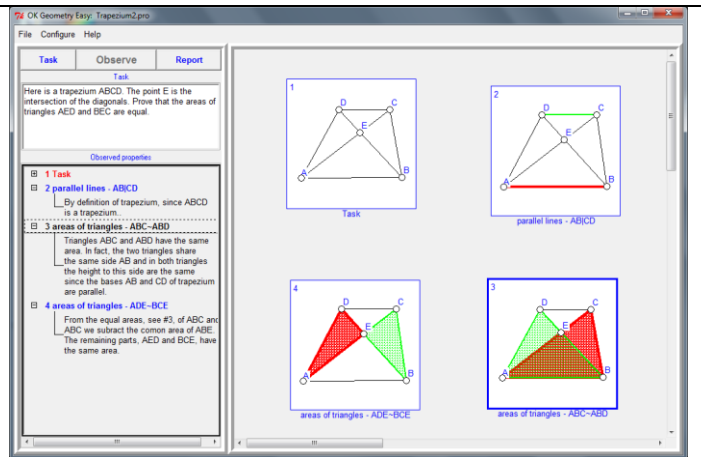 OK Geometry Easy: Trapezium2.pro
File Configure Help
Task Observe Report
Task
Here is a trapezium ABCD. The point E is the
intersection of the diagonals. Prove that the areas of
triangles AED and BEC are equal.
Observed properties
1 Task
2 parallel lines - AB|CD
By definition of trapezium, since ABCD
is a trapezium..
3 areas of triangles - ABC~ABD
Triangles ABC and ABD have the same
area. In fact, the two triangles share
the same side AB and in both triangles
the height to this side are the same
since the bases AB and CD of trapezium
are parallel.
4 areas of triangles - ADE~BCE
From the equal areas, see #3, of ABC and
ABC we subract the comon area of ABE.
The remaining parts, AED and BCE, have
the same area.
1
D C
E
A B
Task
2
D C
E
A B
parallel lines - AB|CD
4
D C
E
A B
areas of triangles - ADE~BCE
3
D C
E
A B
areas of triangles - ABC~ABD